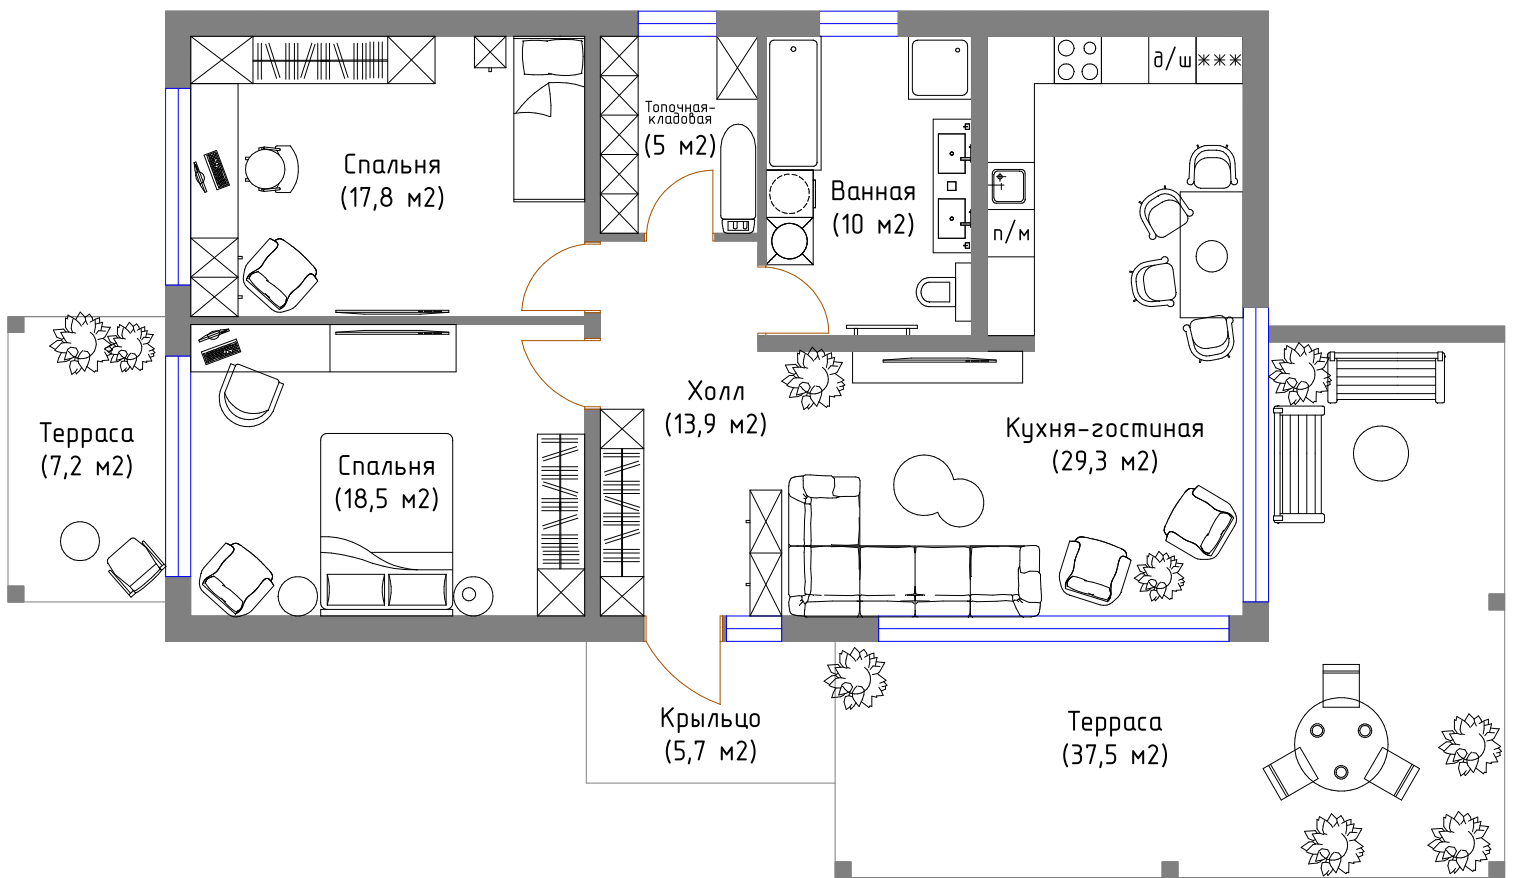 д/ш
Топочная-
кладовая
(5 м2)
Спальня
(17,8 м2)
Ванная
(10 м2)
п/м
Холл
(13,9 м2)
Кухня-гостиная
(29,3 м2)
Терраса
(7,2 м2)
Спальня
(18,5 м2)
Крыльцо
(5,7 м2)
Терраса
(37,5 м2)